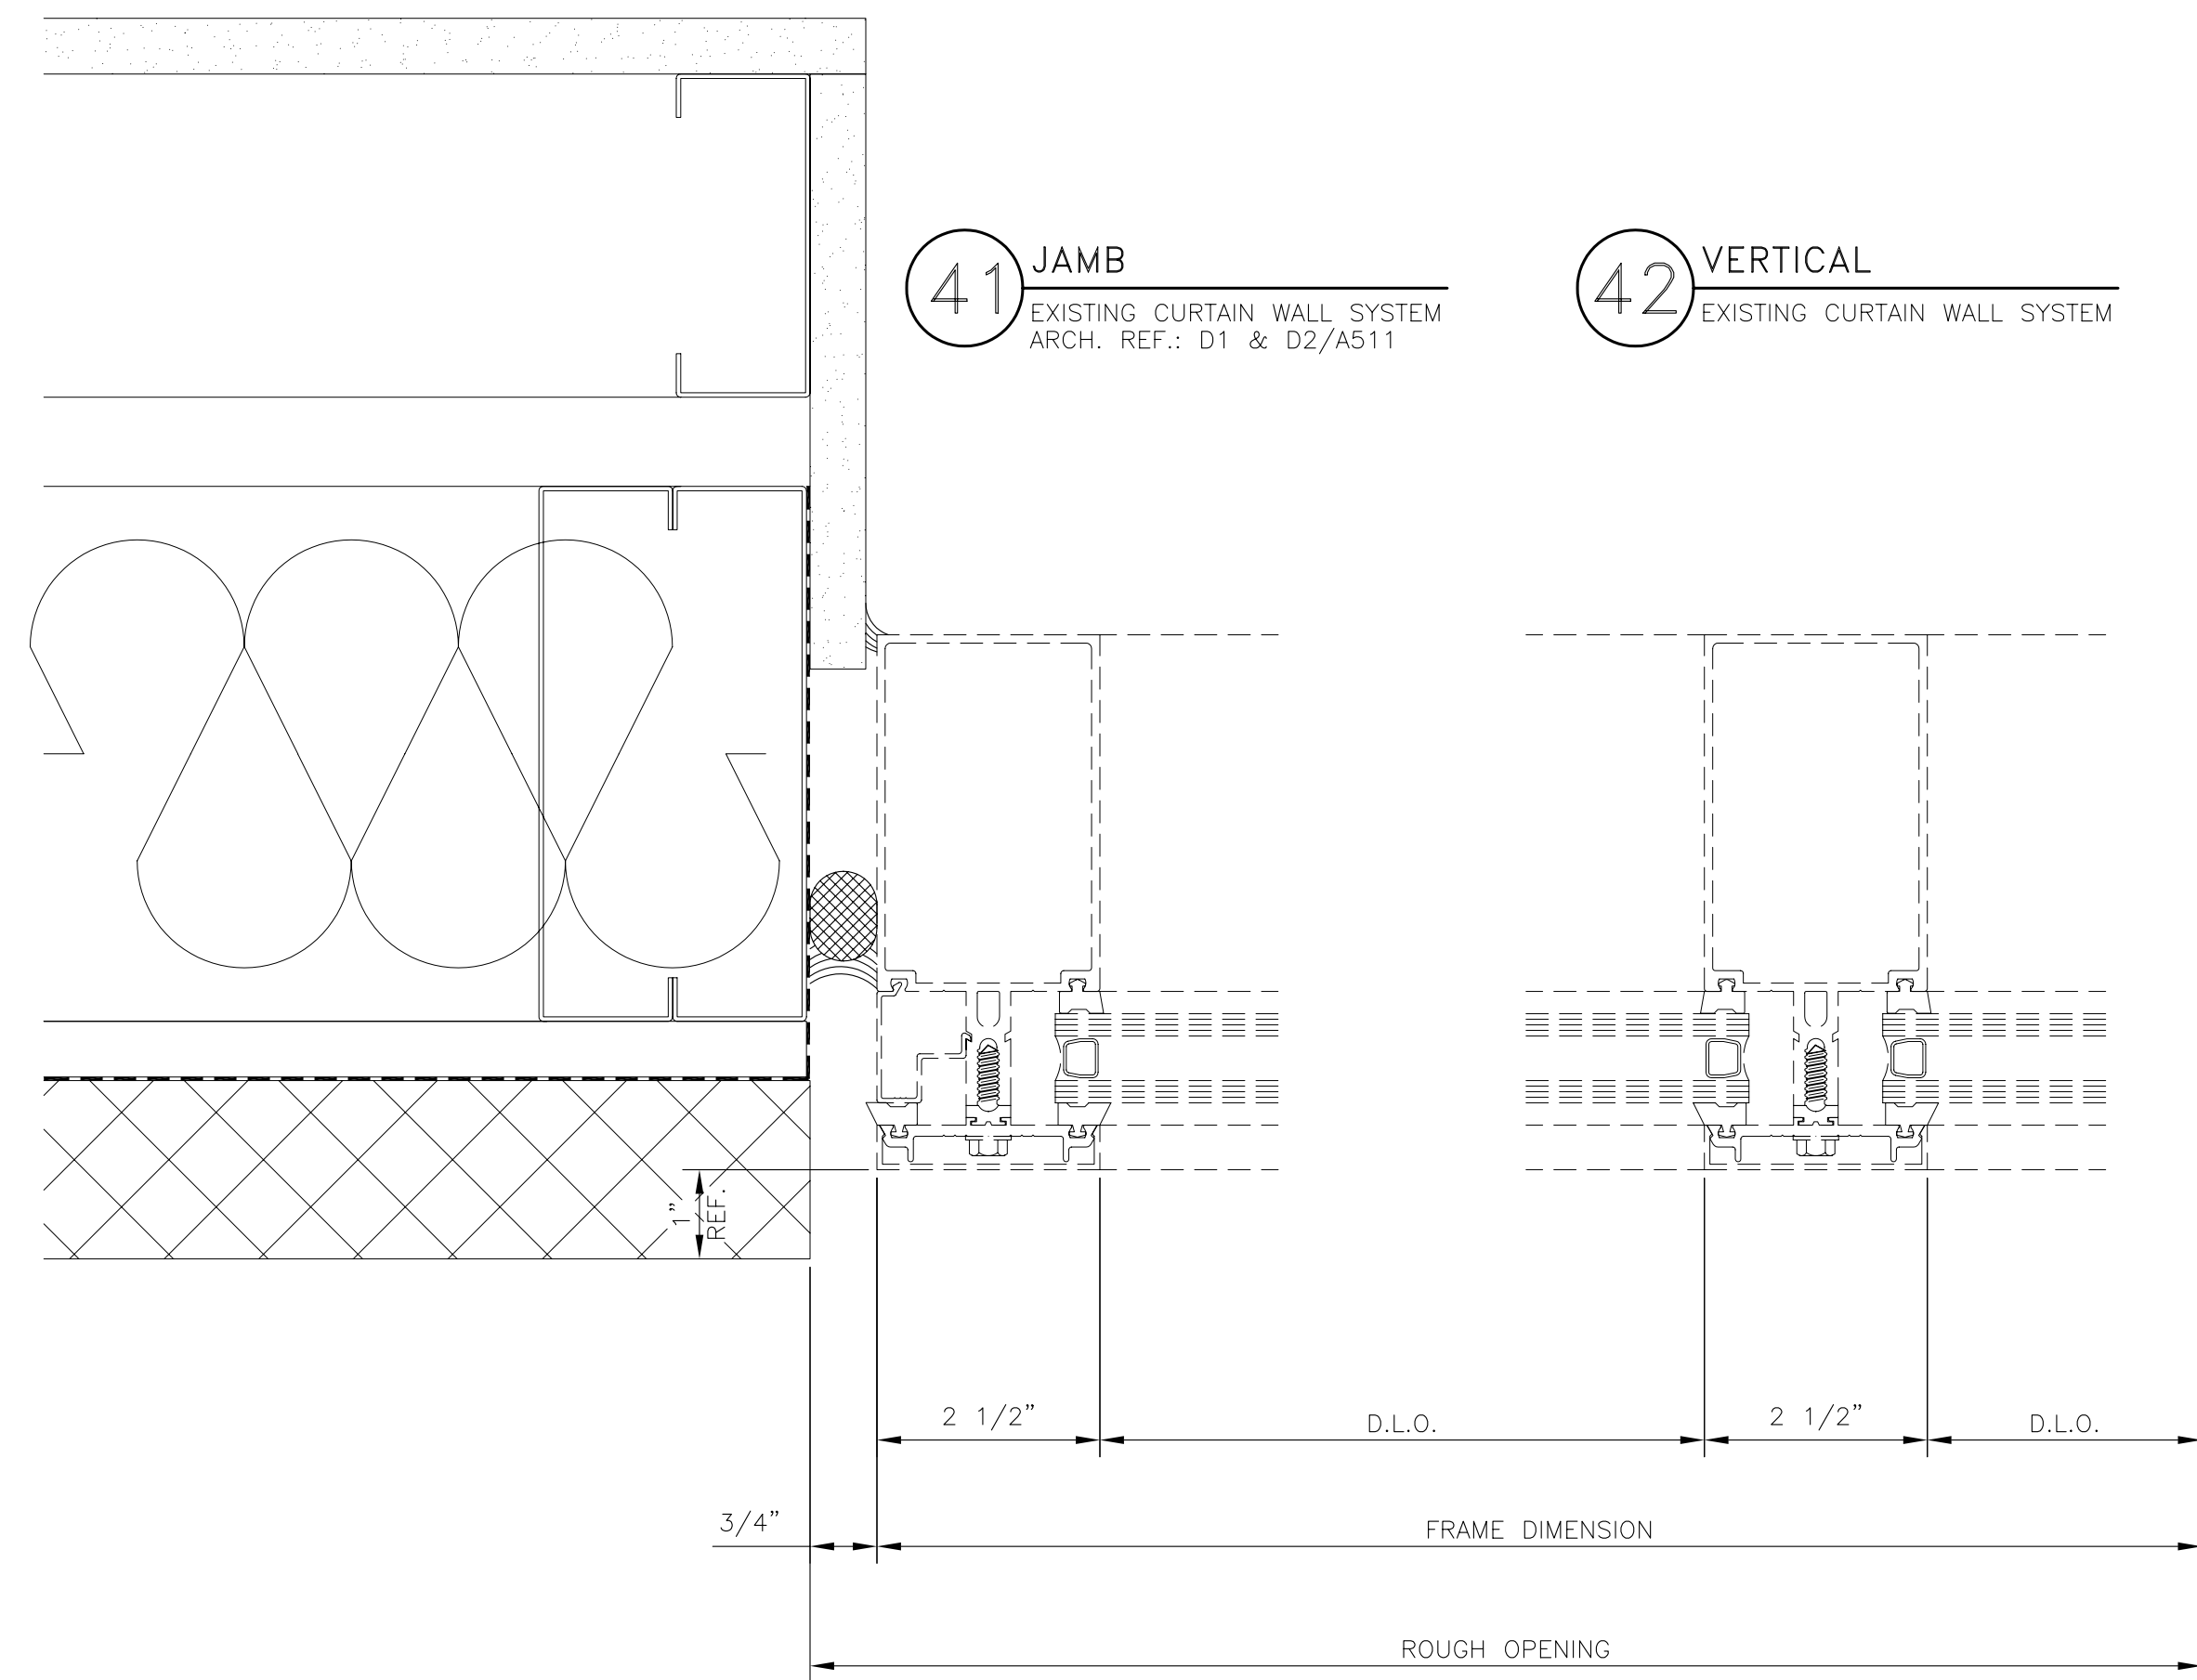 41 JAMB
EXISTING CURTAIN WALL SYSTEM
ARCH. REF.: D1 & D2/A511
42 VERTICAL
EXISTING CURTAIN WALL SYSTEM
1"
REF.
2 1/2"
D.L.O.
2 1/2"
D.L.O.
3/4"
FRAME DIMENSION
ROUGH OPENING